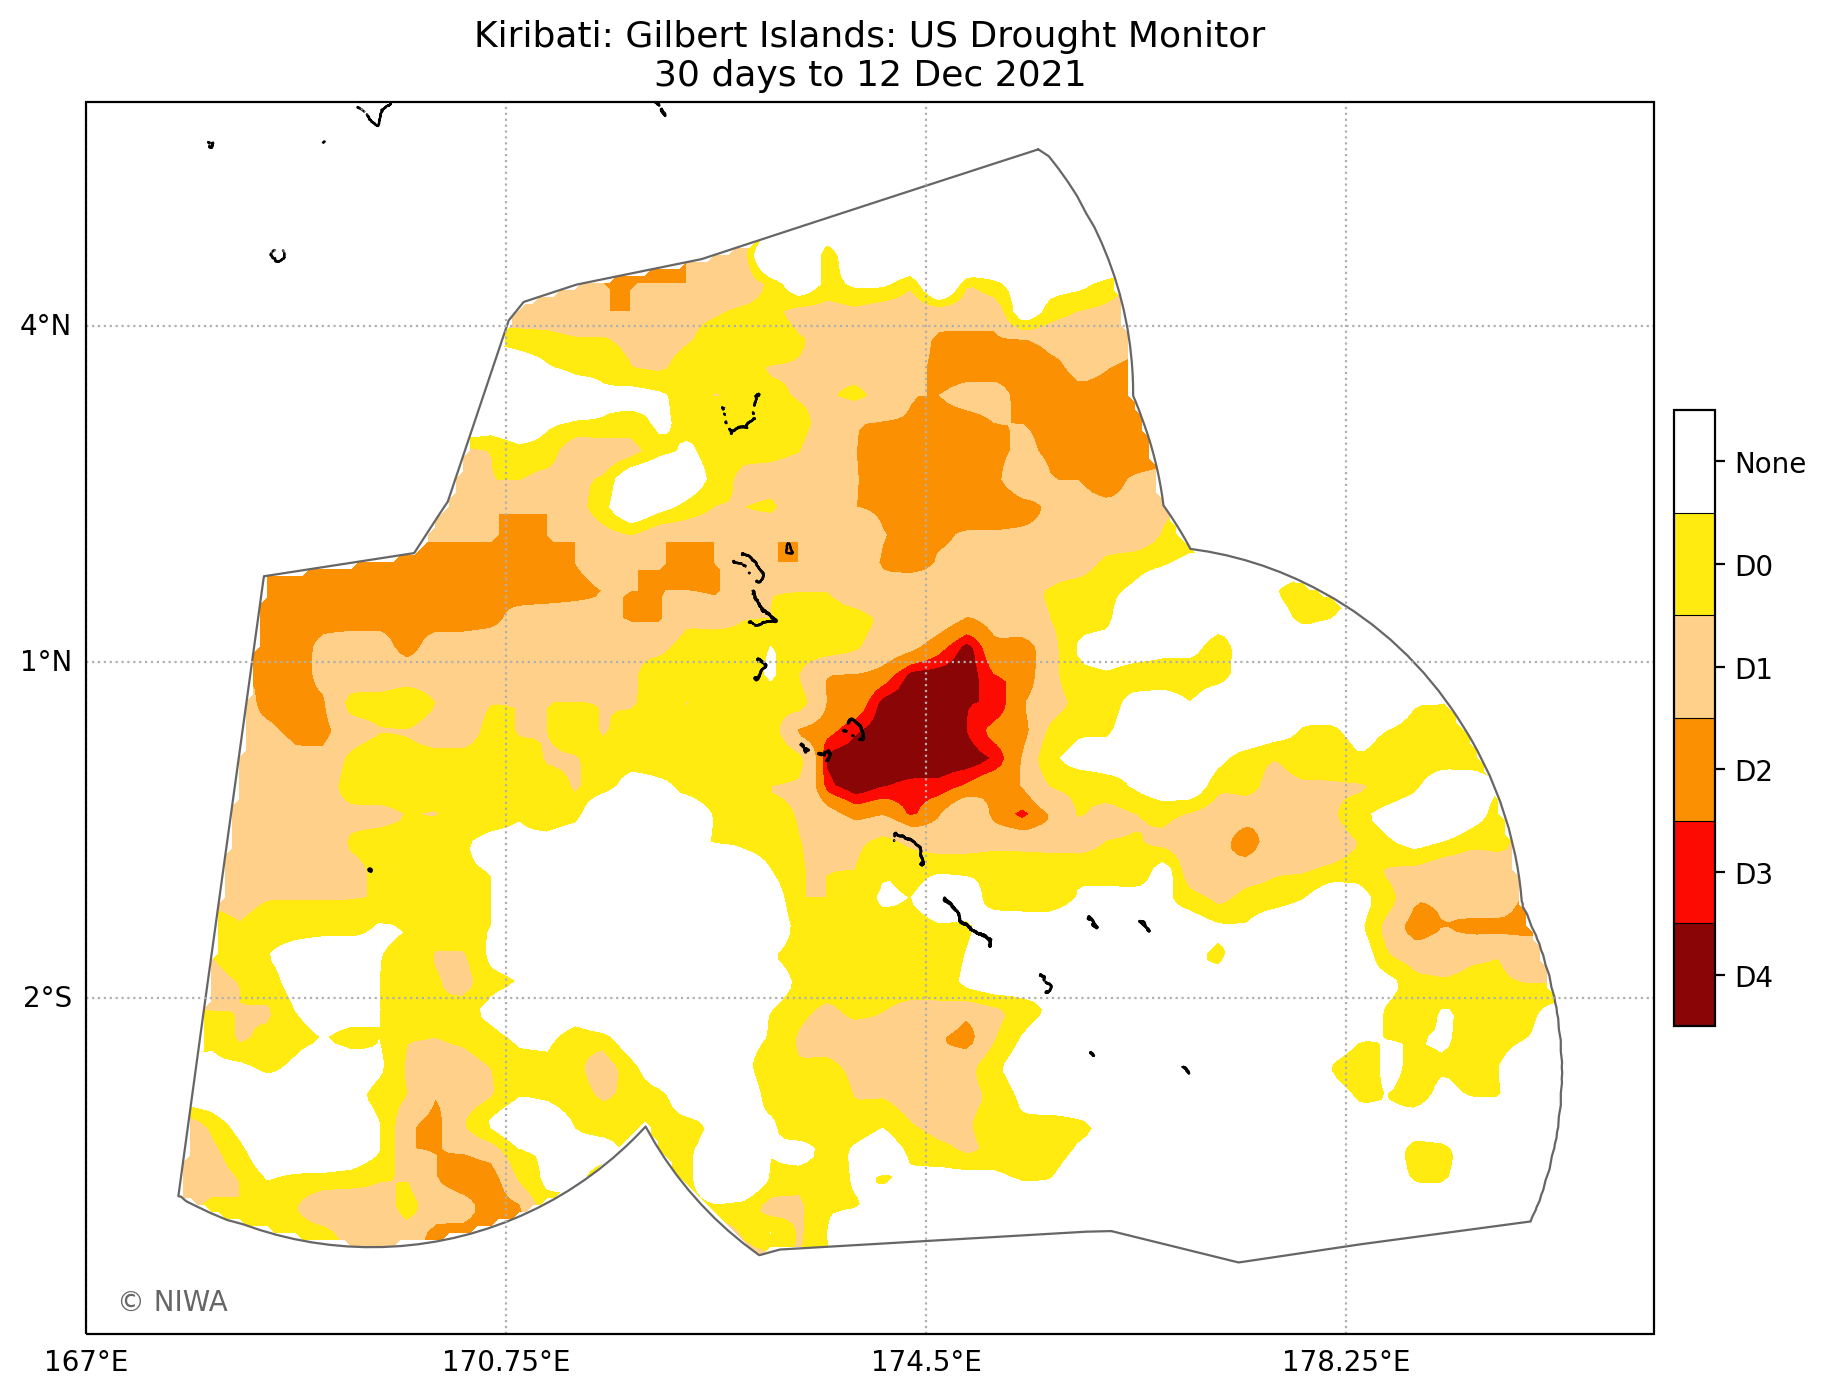 Kiribati: Gilbert Islands: US Drought Monitor
30 days to 12 Dec 2021
4°N
1°N
2°S
None
D0
D1
D2
D3
D4
© NIWA
167°E
170.75°E
174.5°E
178.25°E